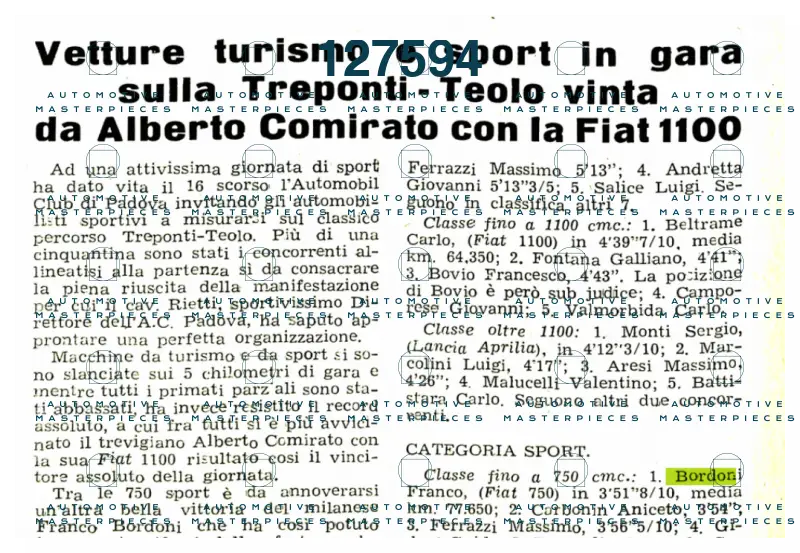 Vetture turismo e sport in gara
sulla Treponti-Teolo vinta
da Alberto Comirato con la Fiat 1100
127594
Ad una attivissima giornata di sport
ha dato vita il 16 scorso l'Automobil
Club di Padova invitando gli automobi-
listi sportivi a misurarsi sul classico
percorso Treponti-Teolo. Più di una
cinquantina sono stati i concorrenti al-
lineatisi alla partenza sì da consacrare
la piena riuscita della manifestazione
per cui il cav. Rietti, sportivissimo Di-
rettore dell'A.C. Padova, ha saputo ap-
prontare una perfetta organizzazione.
Macchine da turismo e da sport si so-
no slanciate sui 5 chilometri di gara e
mentre tutti i primati parziali sono sta-
ti abbassati, ha invece resistito il record
assoluto, a cui fra tutti si è più avvici-
nato il trevigiano Alberto Comirato con
la sua Fiat 1100 risultato così il vinci-
tore assoluto della giornata.
Tra le 750 sport è da annoverarsi
un'altra bella vittoria del milanese
Franco Bordoni che ha così potuto
Ferrazzi Massimo 5'13"; 4. Andretta
Giovanni 5'13"3/5; 5. Salice Luigi. Se-
guono in classifica altri 7.
Classe fino a 1100 cmc.: 1. Beltrame
Carlo, (Fiat 1100) in 4'39"7/10, media
km. 64,350; 2. Fontana Galliano, 4'41";
3. Bovio Francesco, 4'43". La posizione
di Bovio è però sub judice; 4. Campo-
rese Giovanni; 5. Valmorbida Carlo.
Classe oltre 1100: 1. Monti Sergio,
(Lancia Aprilia), in 4'12"3/10; 2. Mar-
colini Luigi, 4'17"; 3. Aresi Massimo,
4'26"; 4. Malucelli Valentino; 5. Batti-
stara Carlo. Seguono altri due concor-
renti.
CATEGORIA SPORT.
Classe fino a 750 cmc.: 1. Bordoni
Franco, (Fiat 750) in 3'51"8/10, media
km. 77,650; 2. Carbonin Aniceto, 3'54";
3. Ferrazzi Massimo, 3'56"5/10; 4. Gi-
AUTOMOTIVE
MASTERPIECES